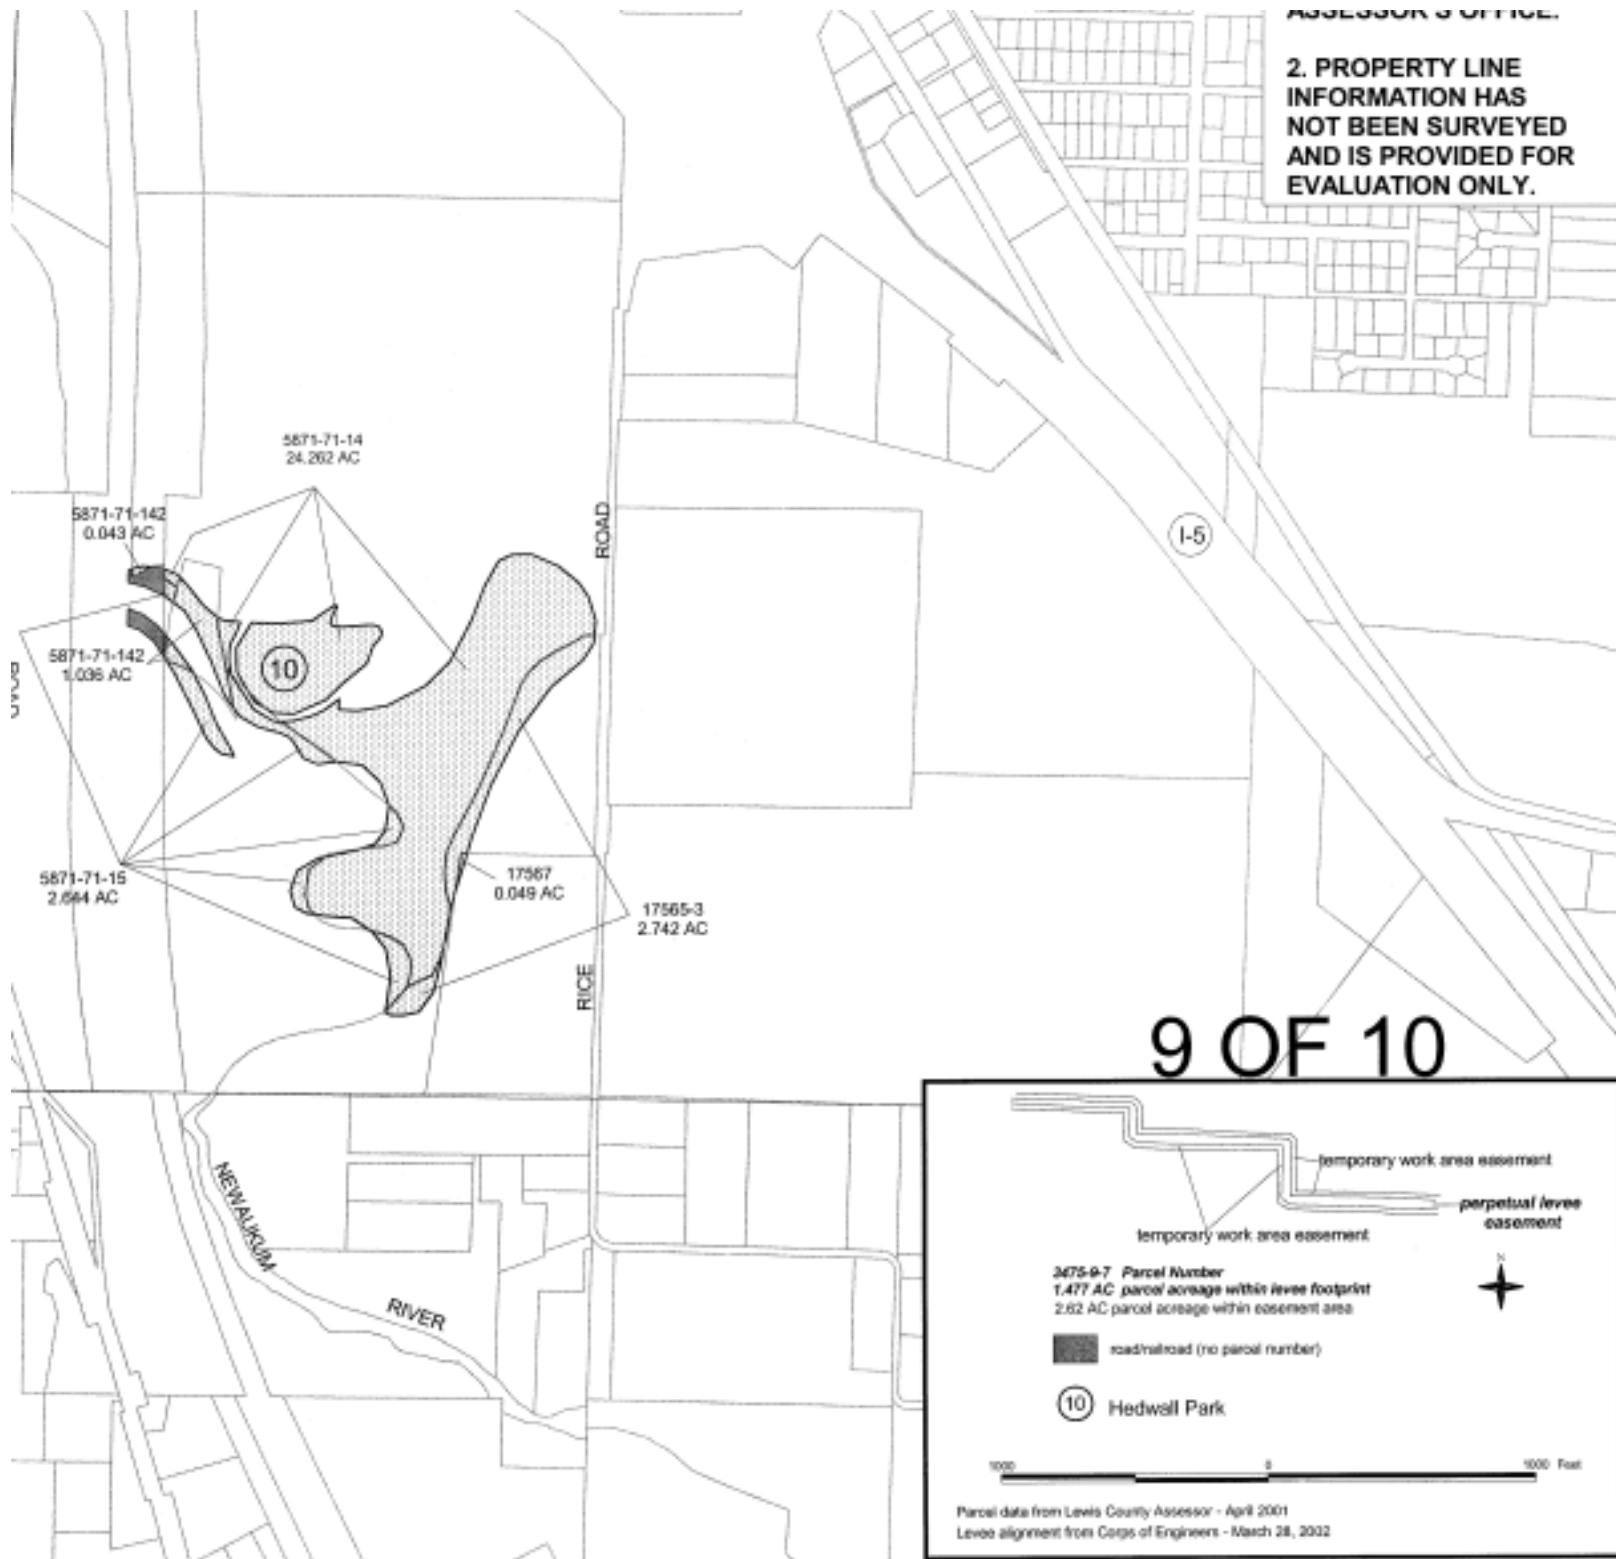 ASSESSOR'S OFFICE.
2. PROPERTY LINE
INFORMATION HAS
NOT BEEN SURVEYED
AND IS PROVIDED FOR
EVALUATION ONLY.
5871-71-14
24.262 AC
5871-71-142
0.043 AC
ROAD
I-5
5871-71-142
1.036 AC
10
ROAD
5871-71-15
2.644 AC
17567
0.049 AC
17565-3
2.742 AC
RICE
9 OF 10
NEWAUKUM
RIVER
temporary work area easement
perpetual levee
easement
temporary work area easement
N
3475-9-7 Parcel Number
1.477 AC parcel acreage within levee footprint
2.62 AC parcel acreage within easement area
road/railroad (no parcel number)
10 Hedwall Park
1000 0 1000 Feet
Parcel data from Lewis County Assessor - April 2001
Levee alignment from Corps of Engineers - March 28, 2002